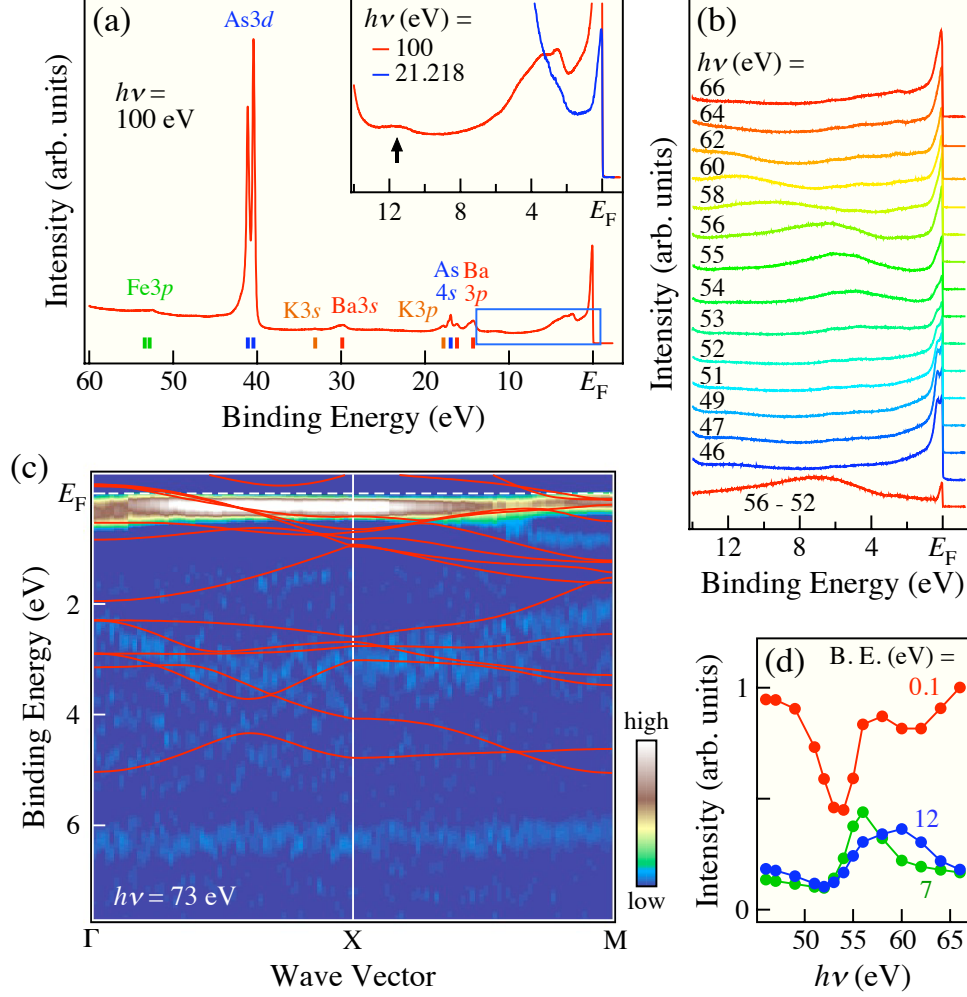 (a)
As3d
hν =
100 eV
Fe3p
K3s
Ba3s
K3p
As
4s
Ba
3p
Intensity (arb. units)
60 50 40 30 20 10 E_F
Binding Energy (eV)
hν (eV) =
100
21.218
12 8 4 E_F
(b)
hν (eV) =
66
64
62
60
58
56
55
54
53
52
51
49
47
46
56 - 52
Intensity (arb. units)
12 8 4 E_F
Binding Energy (eV)
(c)
E_F
2
4
6
Binding Energy (eV)
hν = 73 eV
Γ X M
Wave Vector
high
low
(d)
B. E. (eV) =
0.1
12
7
1
0
Intensity (arb. units)
50 55 60 65
hν (eV)